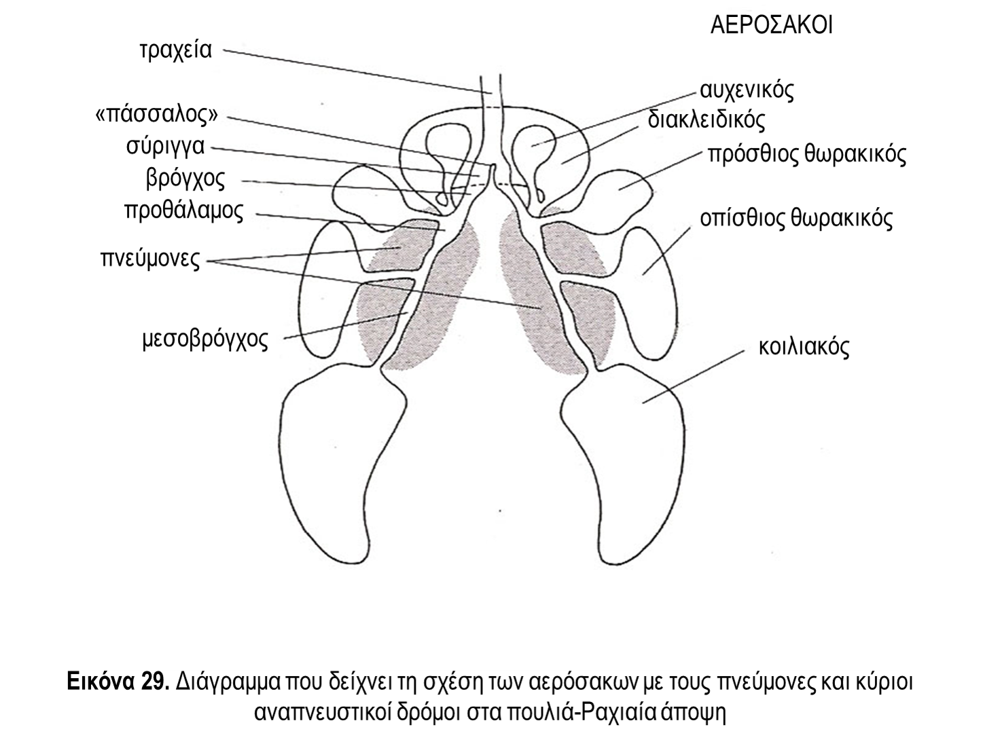 ΑΕΡΟΣΑΚΟΙ
τραχεία
«πάσσαλος»
σύριγγα
βρόγχος
προθάλαμος
πνεύμονες
μεσοβρόγχος
αυχενικός
διακλειδικός
πρόσθιος θωρακικός
οπίσθιος θωρακικός
κοιλιακός
Εικόνα 29. Διάγραμμα που δείχνει τη σχέση των αερόσακων με τους πνεύμονες και κύριοι
αναπνευστικοί δρόμοι στα πουλιά-Ραχιαία άποψη